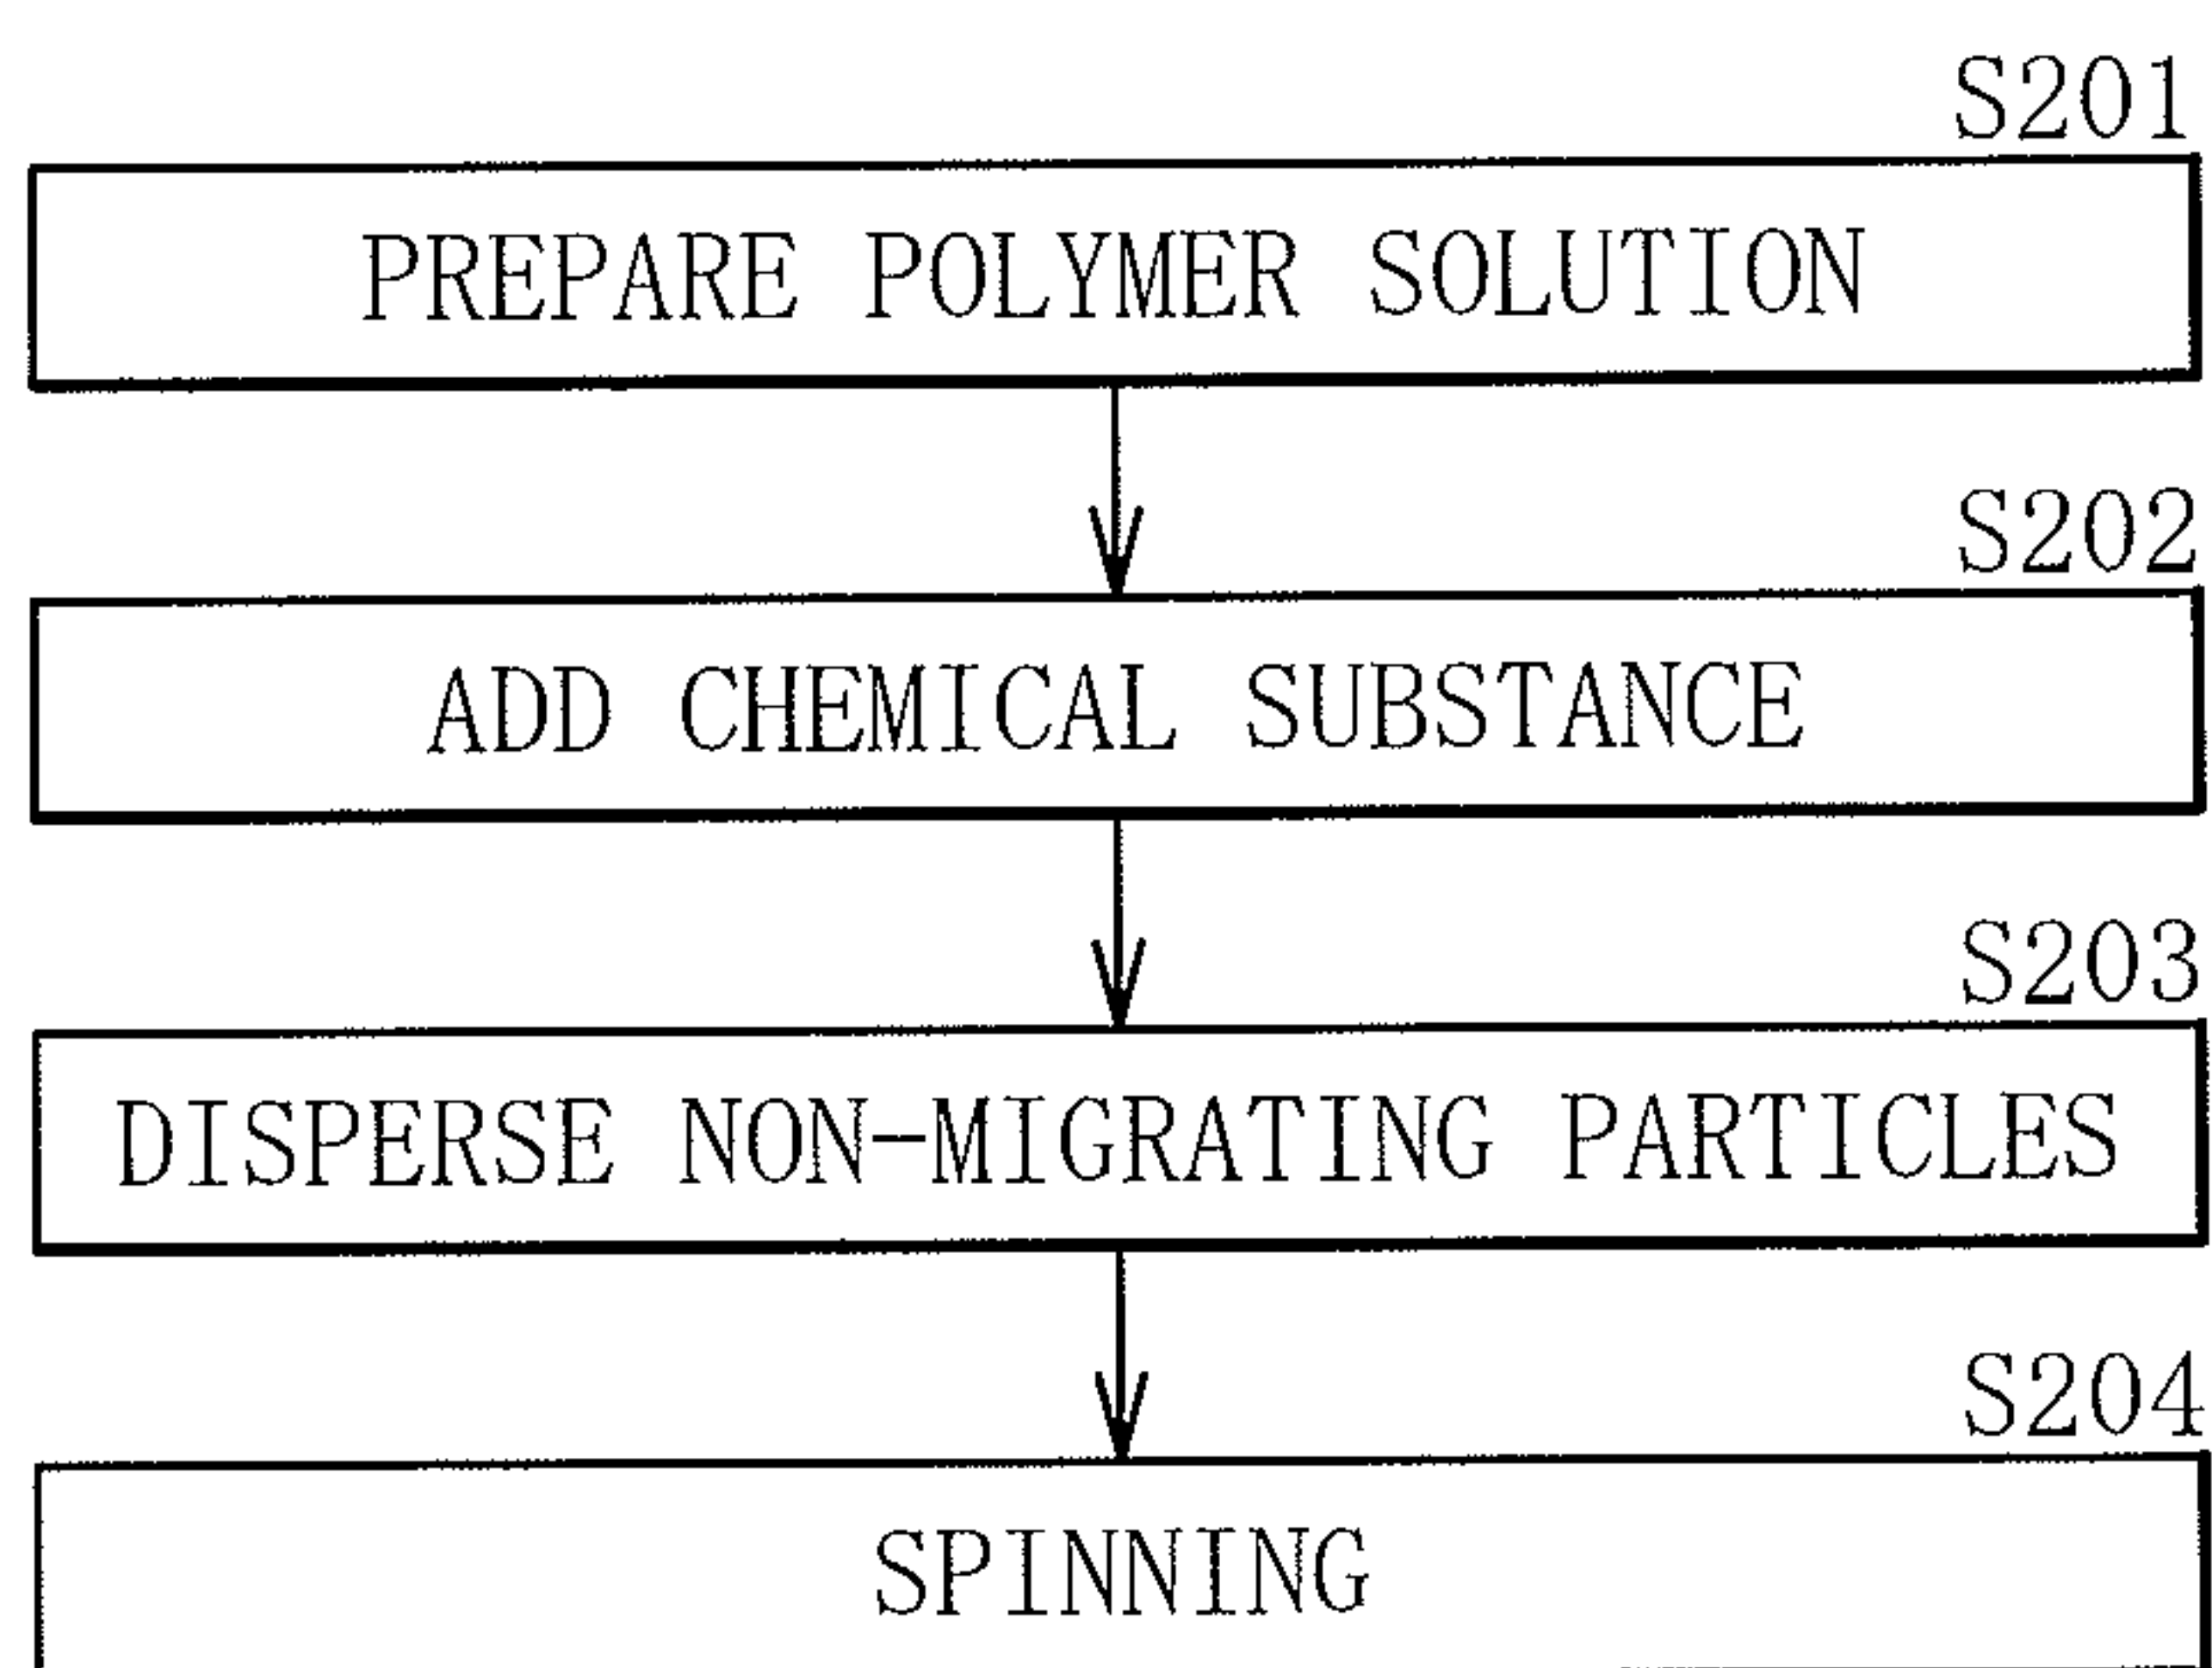 S201
PREPARE POLYMER SOLUTION
S202
ADD CHEMICAL SUBSTANCE
S203
DISPERSE NON-MIGRATING PARTICLES
S204
SPINNING